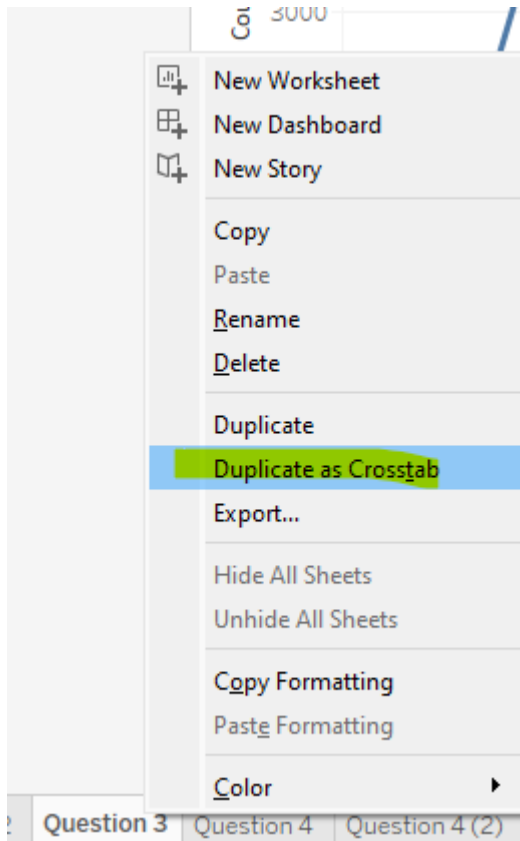 3000
New Worksheet
New Dashboard
New Story
Copy
Paste
Rename
Delete
Duplicate
Duplicate as Crosstab
Export...
Hide All Sheets
Unhide All Sheets
Copy Formatting
Paste Formatting
Color
Question 3 Question 4 Question 4 (2)